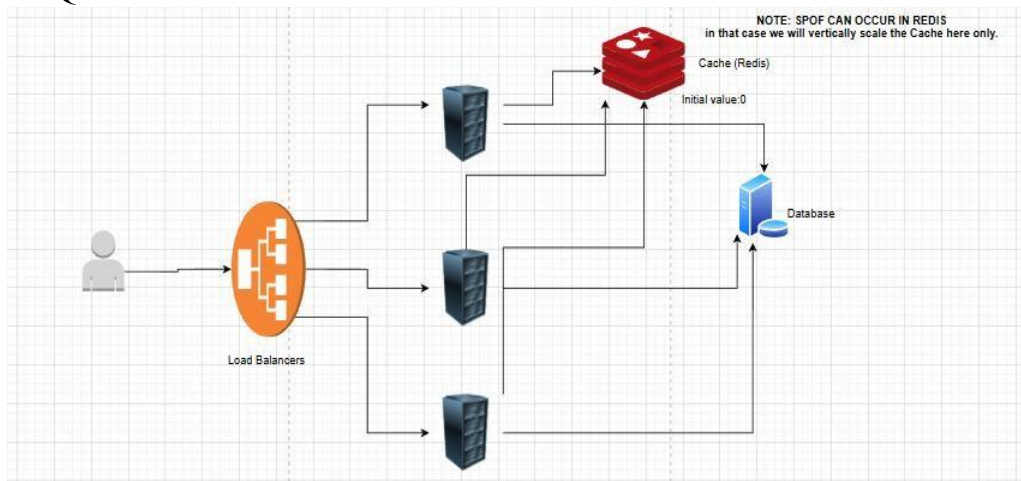 NOTE: SPOF CAN OCCUR IN REDIS
in that case we will vertically scale the Cache here only.
Cache (Redis)
Initial value:0
Database
Load Balancers